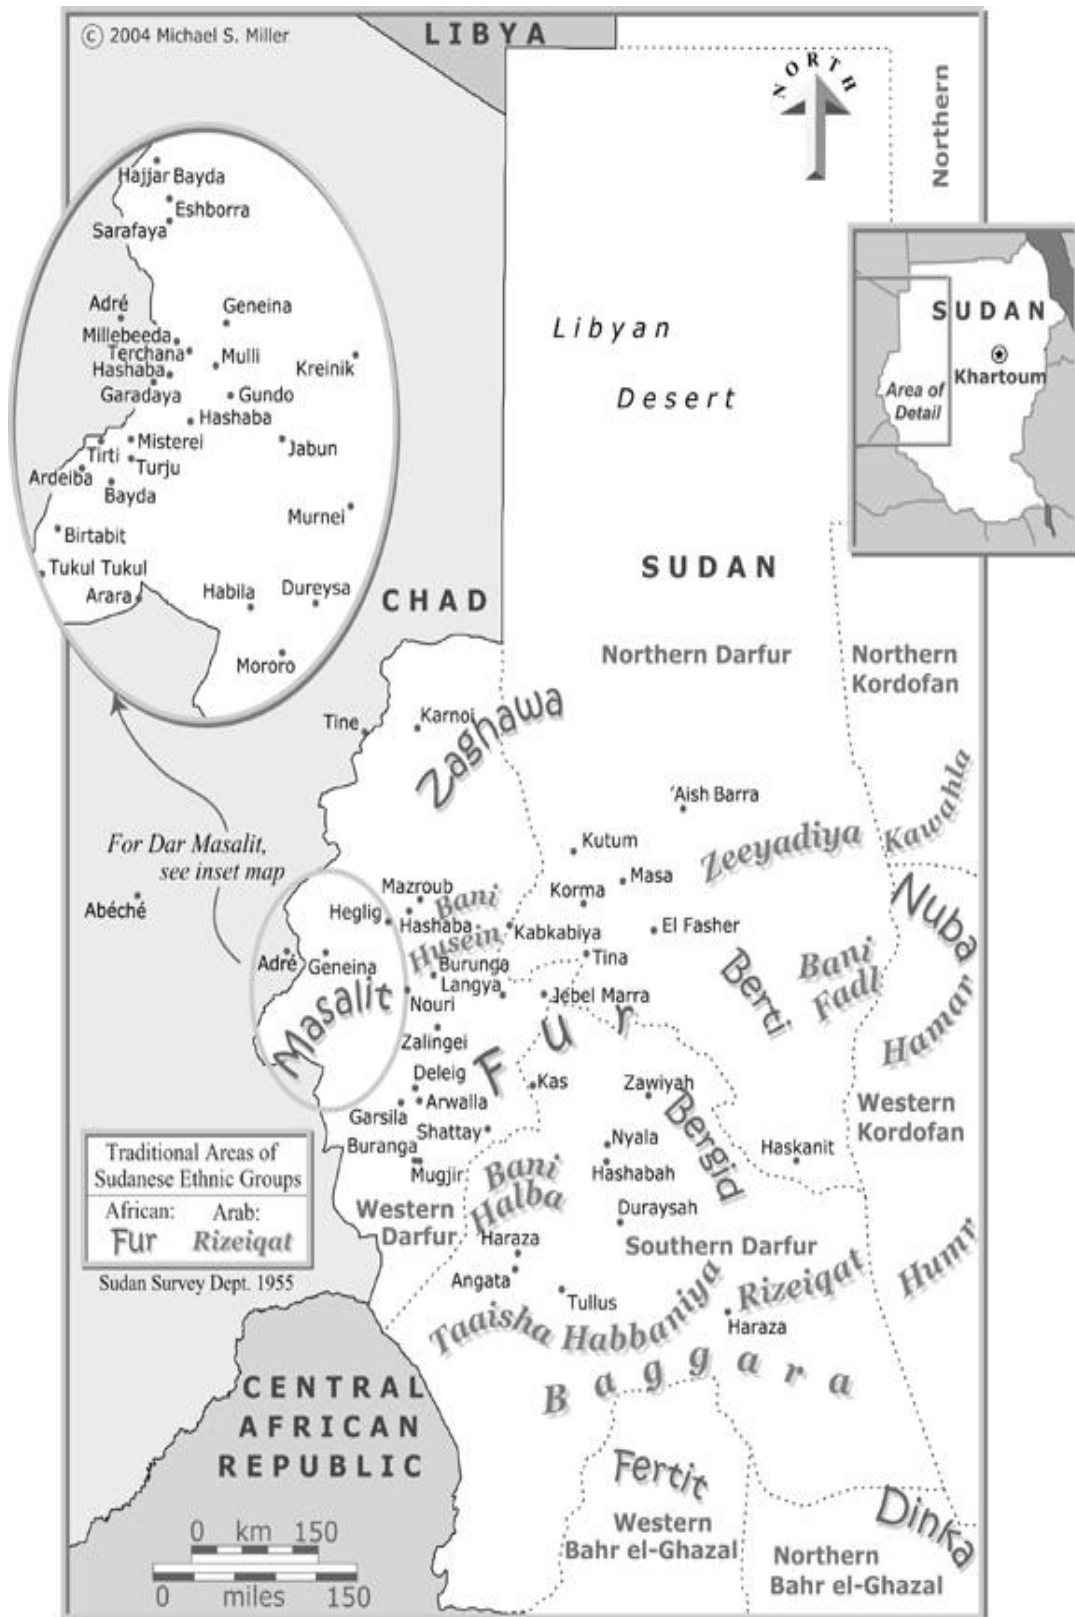 © 2004 Michael S. Miller
LIBYA
NORTH
Northern
Hajjar Bayda
Eshborra
Sarafaya
Adré
Geneina
Millebeeda
Terchana
Mulli
Hashaba
Kreinik
Garadaya
Gundo
Hashaba
Misterei
Jabun
Tirti
Turju
Ardeiba
Bayda
Murnei
Birtabit
Tukul Tukul
Arara
Habila
Dureysa
Mororo
Libyan
Desert
SUDAN
Khartoum
Area of
Detail
SUDAN
CHAD
Northern Darfur
Northern
Kordofan
Tine
Karnoi
Zaghawa
'Aish Barra
Kutum
Zeeyadiya
Kawahla
For Dar Masalit,
see inset map
Abéché
Masa
Korma
Mazroub
Bani
Husein
Heglig
Hashaba
Kabkabiya
El Fasher
Nuba
Adré
Geneina
Burunga
Langya
Tina
Berti
Bani
Fadl
Hamar
Masalit
Nouri
Jebel Marra
Zalingei
Fur
Deleig
Kas
Zawiyah
Arwalla
Garsila
Western
Kordofan
Shattay
Buranga
Mugjir
Nyala
Bergid
Haskanit
Hashabah
Bani
Halba
Traditional Areas of
Sudanese Ethnic Groups
African: Arab:
Fur Rizeiqat
Sudan Survey Dept. 1955
Western
Darfur
Duraysah
Haraza
Southern Darfur
Angata
Tullus
Rizeiqat
Humr
Taaisha
Habbaniya
Haraza
Baggara
CENTRAL
AFRICAN
REPUBLIC
Fertit
Western
Bahr el-Ghazal
Dinka
Northern
Bahr el-Ghazal
0 km 150
0 miles 150